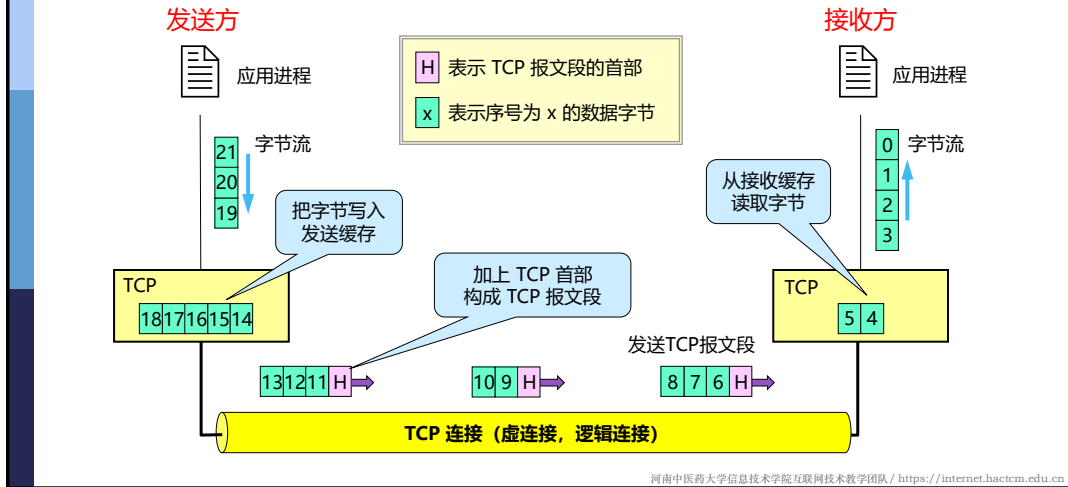 发送方
接收方
应用进程
H 表示 TCP 报文段的首部
x 表示序号为 x 的数据字节
应用进程
21
20
19
字节流
把字节写入
发送缓存
从接收缓存
读取字节
0
1
2
3
字节流
TCP
18 17 16 15 14
加上 TCP 首部
构成 TCP 报文段
TCP
5 4
发送TCP报文段
13 12 11 H
10 9 H
8 7 6 H
TCP 连接（虚连接，逻辑连接）
河南中医药大学信息技术学院互联网技术教学团队 / https://internet.hactcm.edu.cn